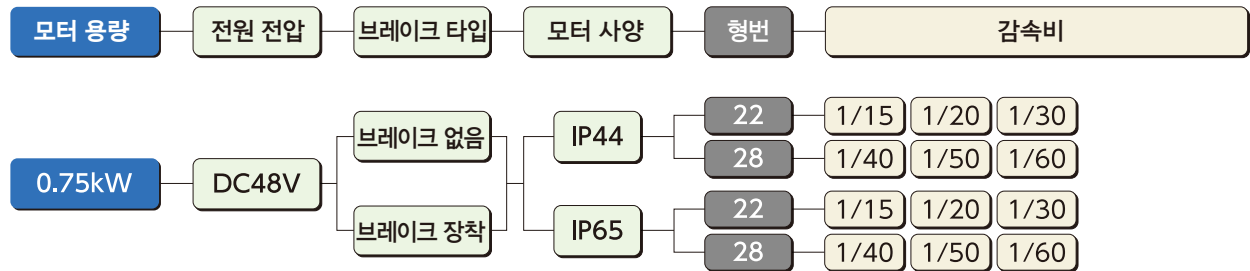 모터 용량 전원 전압 브레이크 타입 모터 사양 형번 감속비
22 1/15 1/20 1/30
브레이크 없음 IP44
28 1/40 1/50 1/60
0.75kW DC48V
22 1/15 1/20 1/30
브레이크 장착 IP65
28 1/40 1/50 1/60